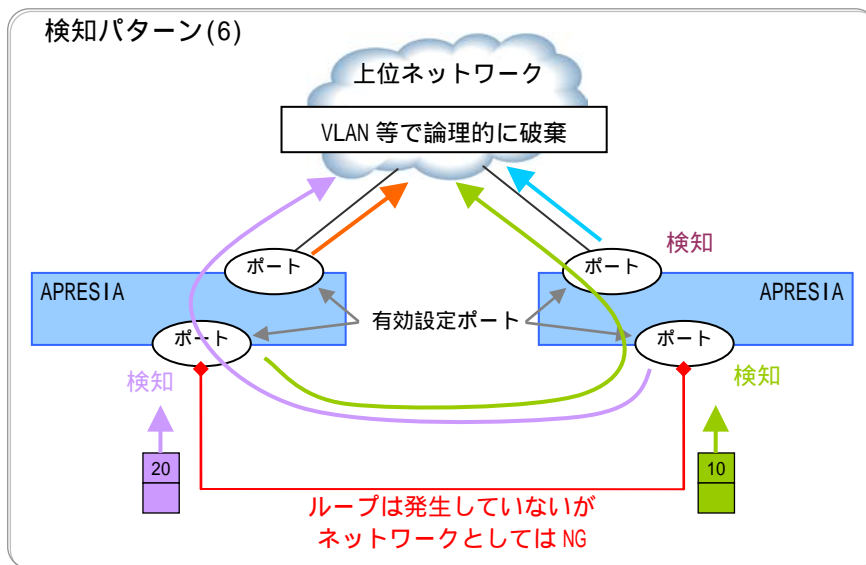 検知パターン(6)
上位ネットワーク
VLAN 等で論理的に破棄
検知
ポート
ポート
APRESIA
APRESIA
有効設定ポート
ポート
ポート
検知
検知
20
10
ループは発生していないが
ネットワークとしては NG